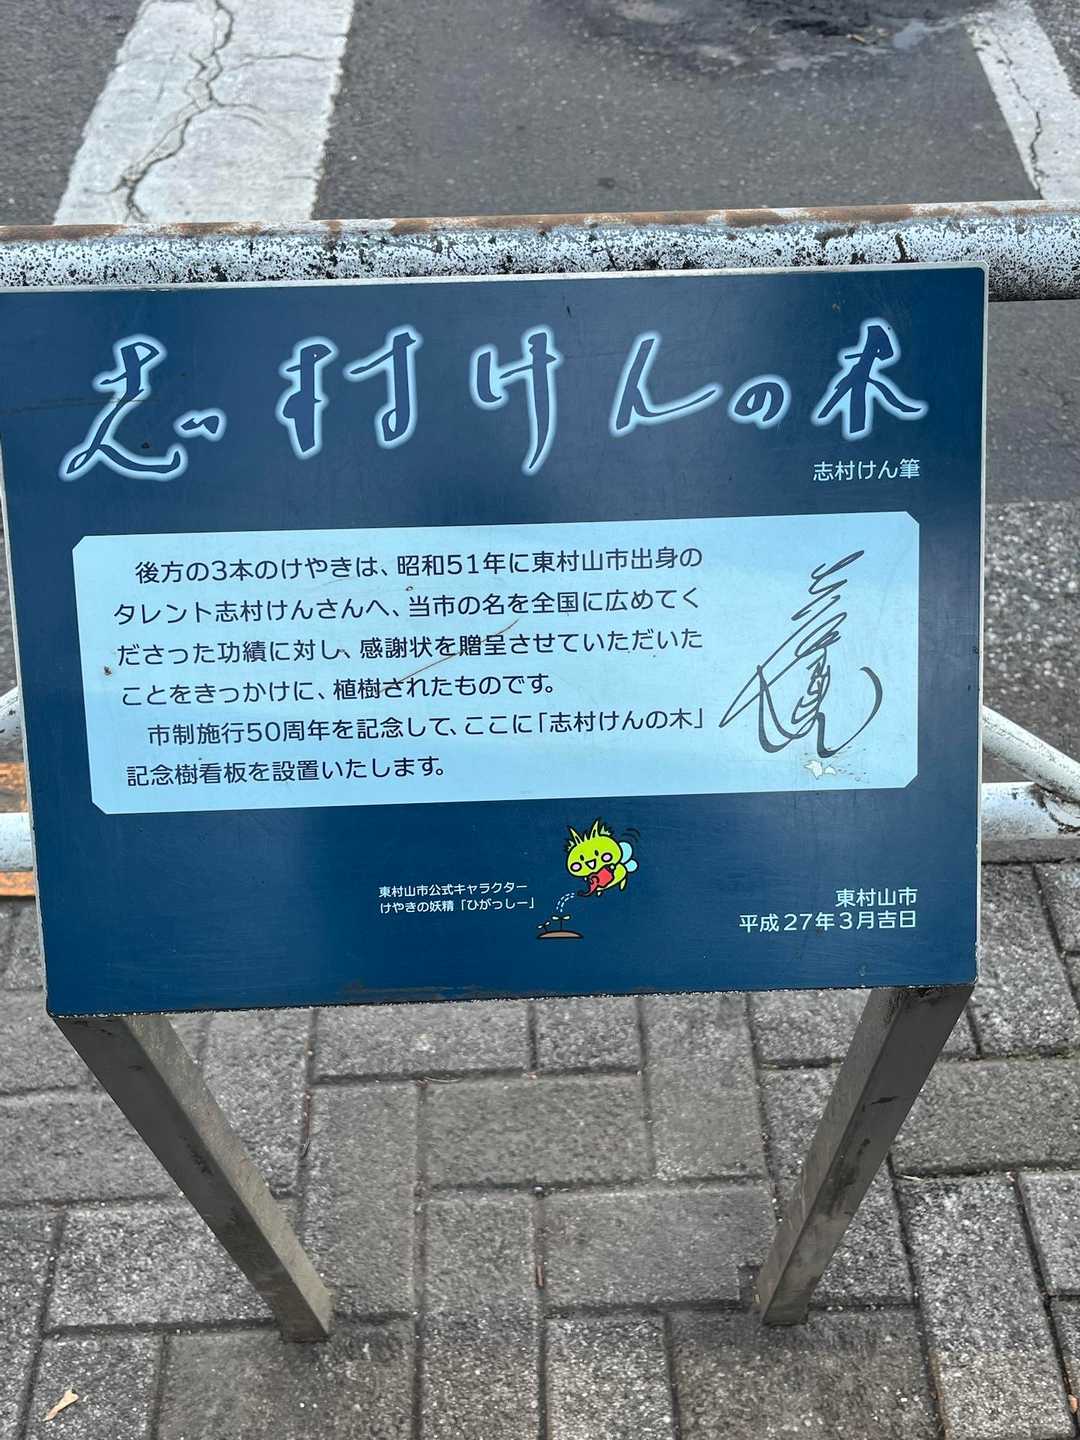 志村けんの木
志村けん筆
後方の3本のけやきは、昭和51年に東村山市出身の
タレント志村けんさんへ、当市の名を全国に広めてく
ださった功績に対し、感謝状を贈呈させていただいた
ことをきっかけに、植樹されたものです。
市制施行50周年を記念して、ここに「志村けんの木」
記念樹看板を設置いたします。
東村山市公式キャラクター
けやきの妖精「ひがっしー」
東村山市
平成27年3月吉日